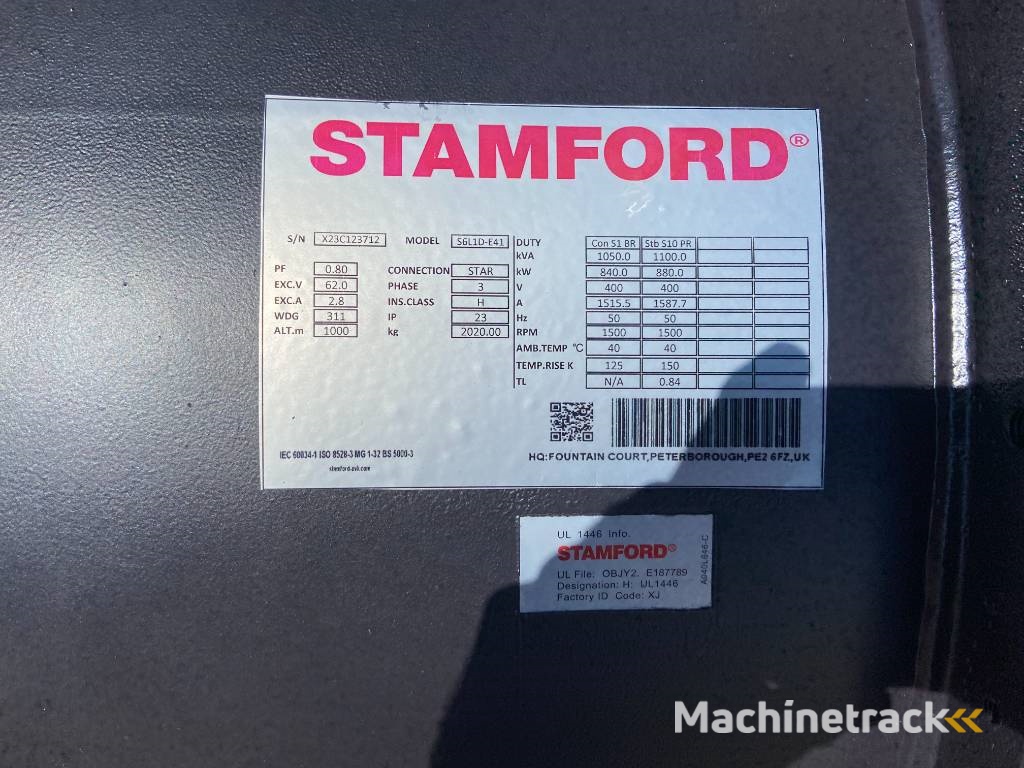 STAMFORD®
S/N X23C123712 MODEL S6L1D-E41
PF 0.80 CONNECTION STAR
EXC.V 62.0 PHASE 3
EXC.A 2.8 INS.CLASS H
WDG 311 IP 23
ALT.m 1000 kg 2020.00
DUTY Con S1 BR Stb S10 PR
kVA 1050.0 1100.0
kW 840.0 880.0
V 400 400
A 1515.5 1587.7
Hz 50 50
RPM 1500 1500
AMB.TEMP °C 40 40
TEMP.RISE K 125 150
TL N/A 0.84
IEC 60034-1 ISO 8528-3 MG 1-32 BS 5000-3
stamford-avk.com
HQ:FOUNTAIN COURT,PETERBOROUGH,PE2 6FZ,UK
UL 1446 Info.
STAMFORD®
UL File: OBJY2. E187789
Designation: H: UL1446
Factory ID Code: XJ
A040L646-C
Machinetrack